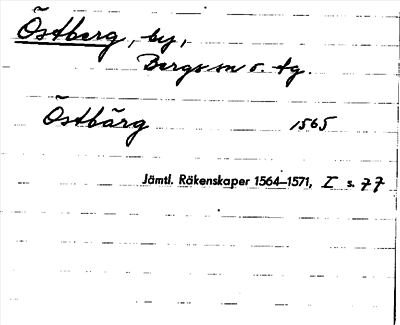 Östberg, by,
Bergs sn o. tg.
Östbärg 1565
Jämtl. Räkenskaper 1564–1571, I s. 77